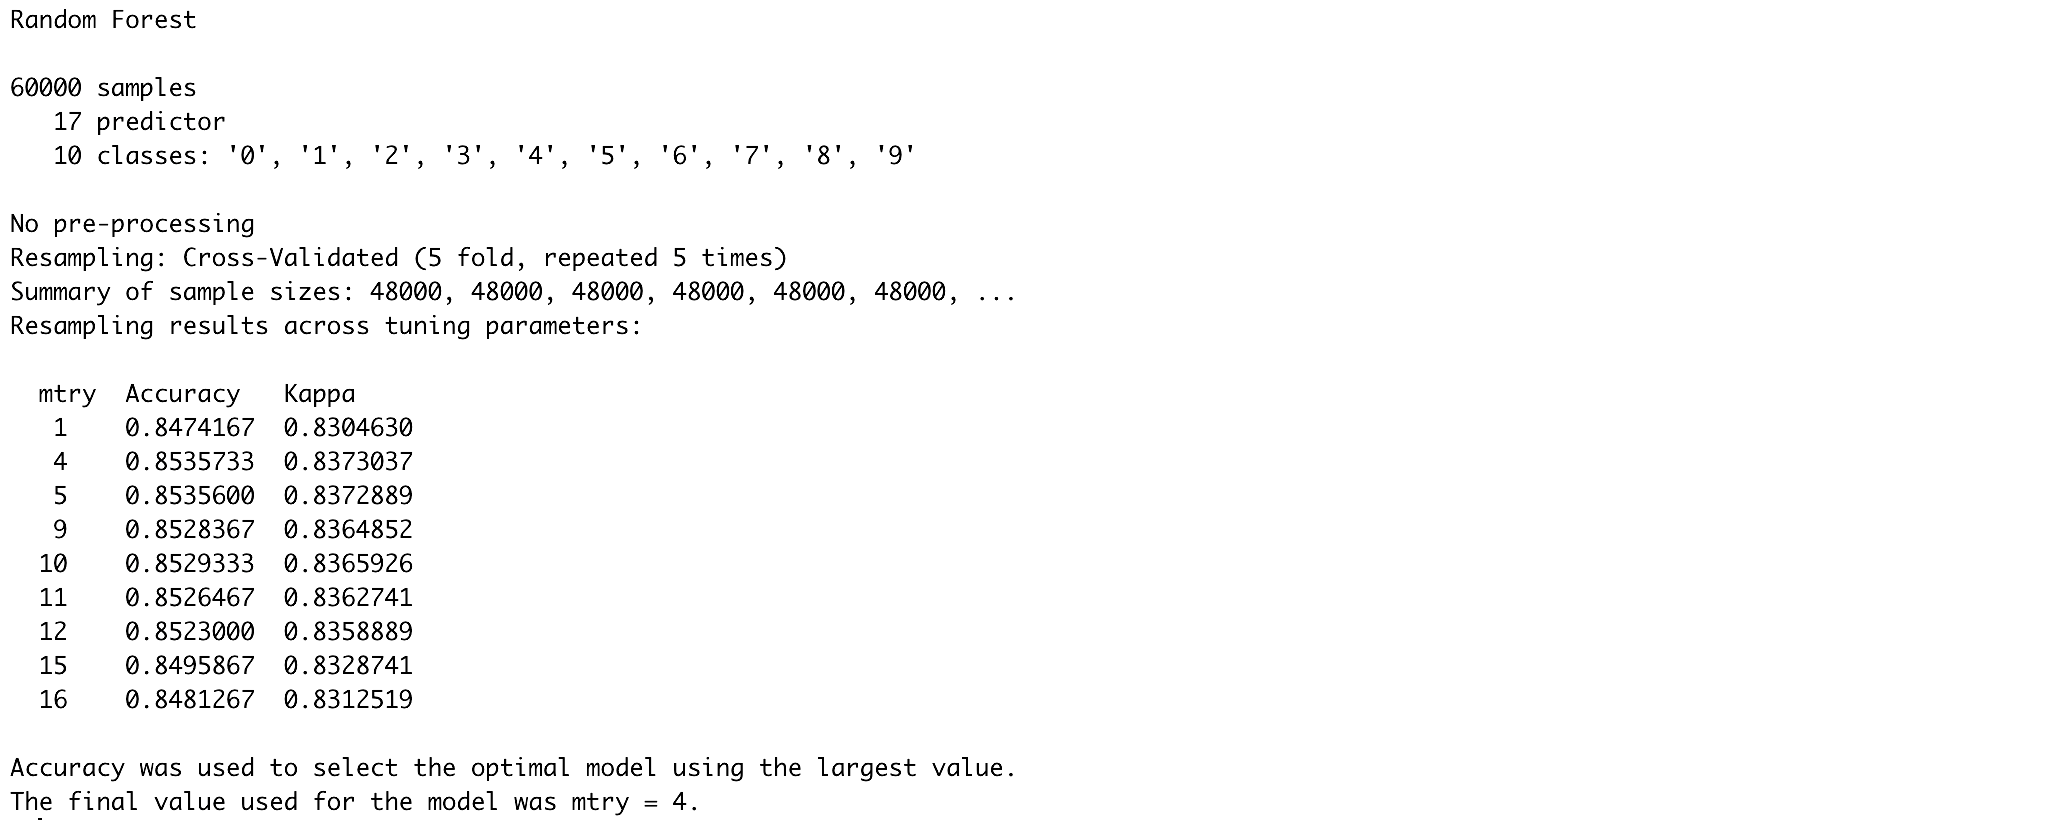 Random Forest
60000 samples
17 predictor
10 classes: '0', '1', '2', '3', '4', '5', '6', '7', '8', '9'
No pre-processing
Resampling: Cross-Validated (5 fold, repeated 5 times)
Summary of sample sizes: 48000, 48000, 48000, 48000, 48000, 48000, ...
Resampling results across tuning parameters:
mtry  Accuracy   Kappa
1    0.8474167  0.8304630
4    0.8535733  0.8373037
5    0.8535600  0.8372889
9    0.8528367  0.8364852
10    0.8529333  0.8365926
11    0.8526467  0.8362741
12    0.8523000  0.8358889
15    0.8495867  0.8328741
16    0.8481267  0.8312519
Accuracy was used to select the optimal model using the largest value.
The final value used for the model was mtry = 4.